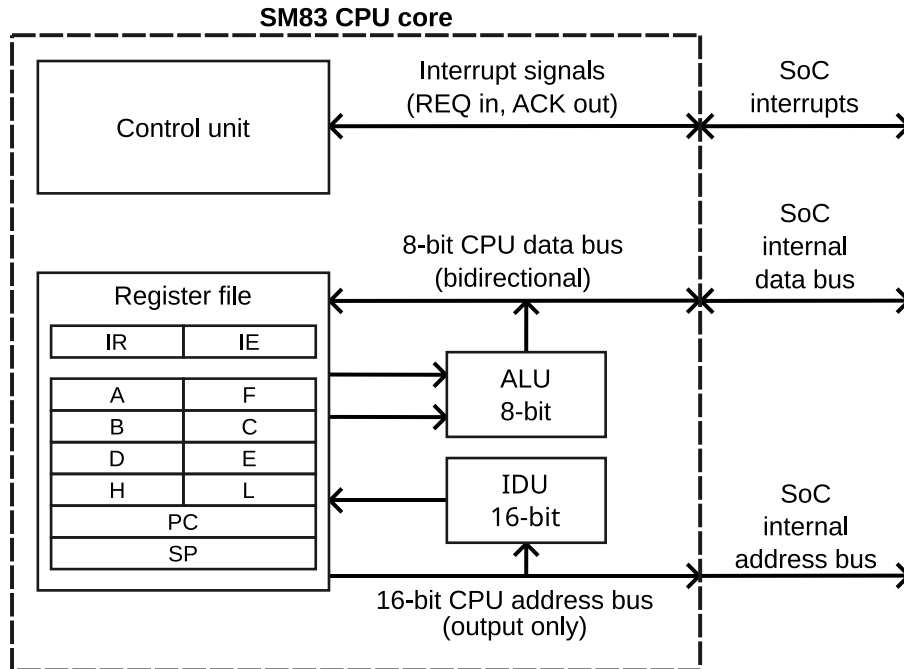 SM83 CPU core
Control unit
Interrupt signals
(REQ in, ACK out)
SoC
interrupts
8-bit CPU data bus
(bidirectional)
SoC
internal
data bus
Register file
IR IE
A F
B C
D E
H L
PC
SP
ALU
8-bit
IDU
16-bit
SoC
internal
address bus
16-bit CPU address bus
(output only)